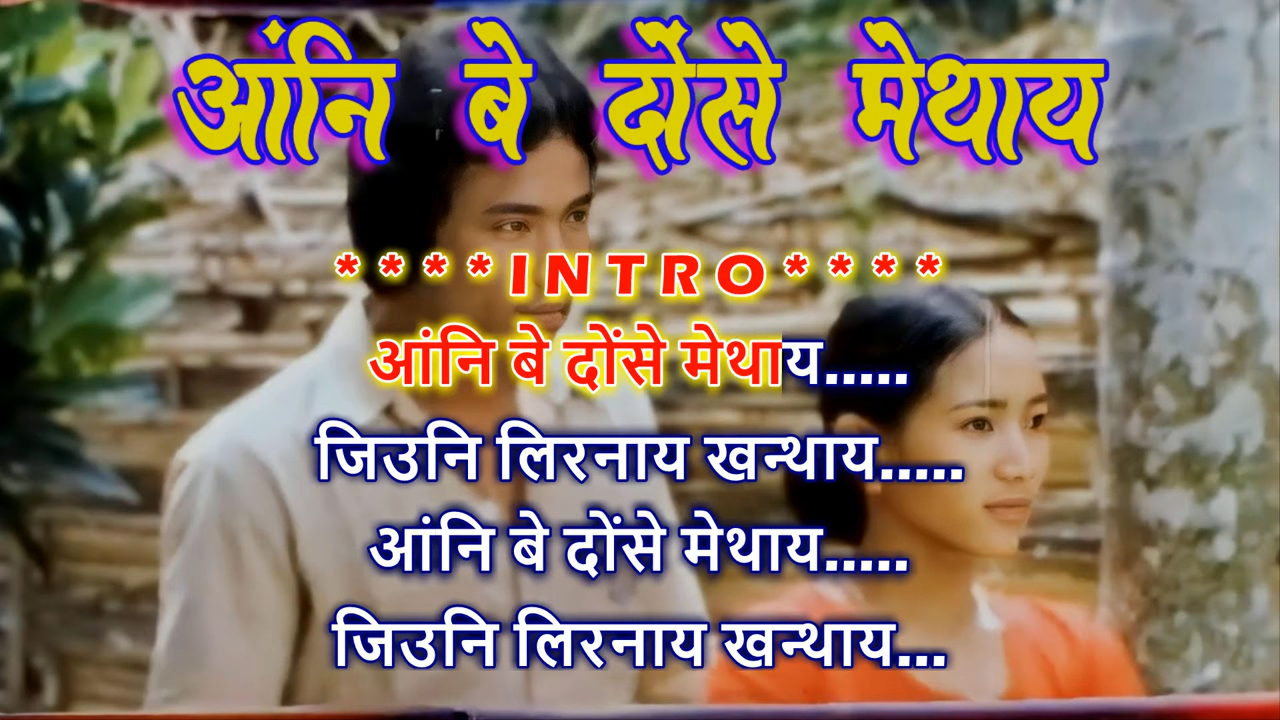 आंनि बे दोंसे मेथाय
****INTRO****
आंनि बे दोंसे मेथाय.....
जिउनि लिरनाय खन्थाय.....
आंनि बे दोंसे मेथाय.....
जिउनि लिरनाय खन्थाय...